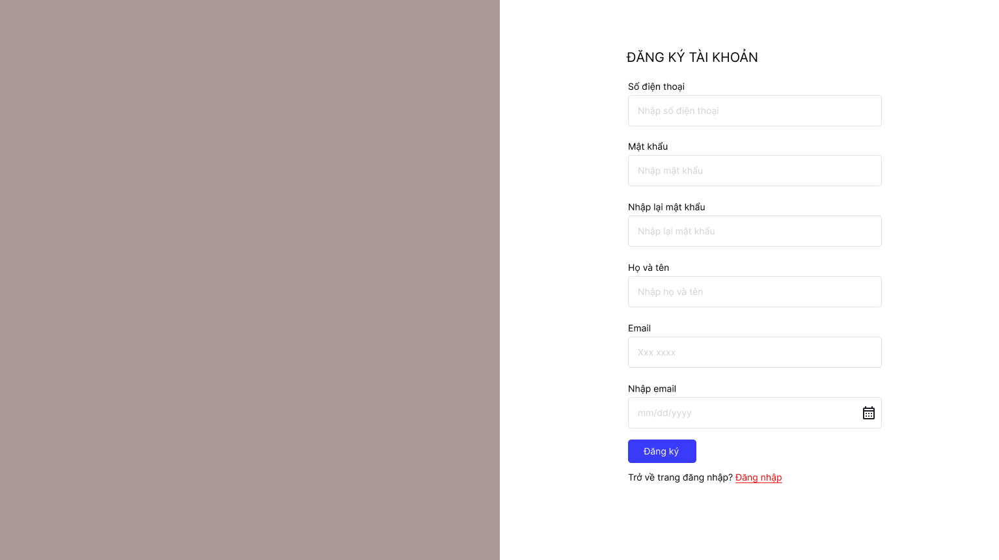 ĐĂNG KÝ TÀI KHOẢN
Số điện thoại
Nhập số điện thoại
Mật khẩu
Nhập mật khẩu
Nhập lại mật khẩu
Nhập lại mật khẩu
Họ và tên
Nhập họ và tên
Email
Xxx xxxx
Nhập email
mm/dd/yyyy
Đăng ký
Trở về trang đăng nhập? Đăng nhập